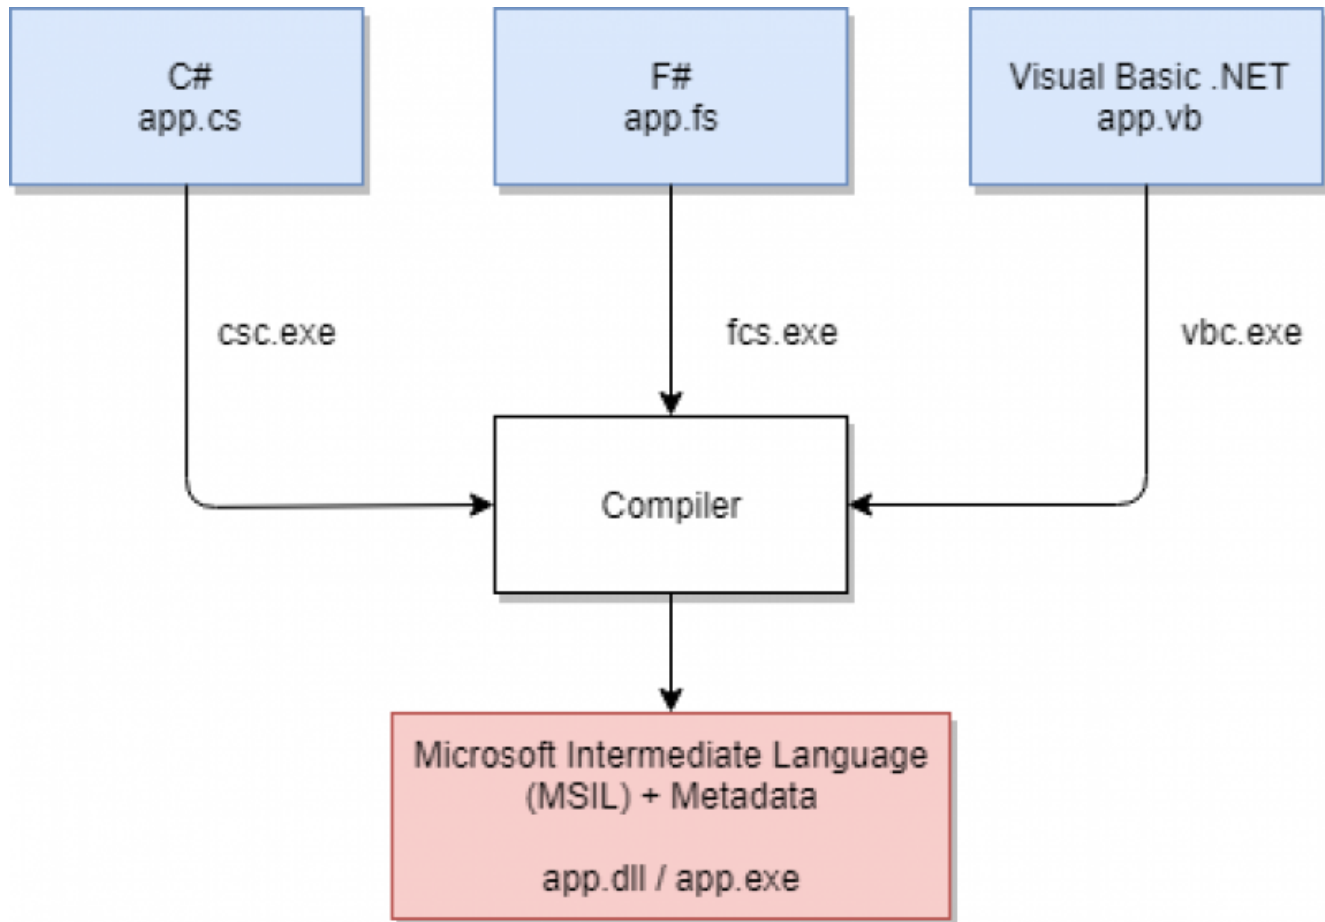 C#
app.cs
F#
app.fs
Visual Basic .NET
app.vb
csc.exe
fcs.exe
vbc.exe
Compiler
Microsoft Intermediate Language
(MSIL) + Metadata
app.dll / app.exe